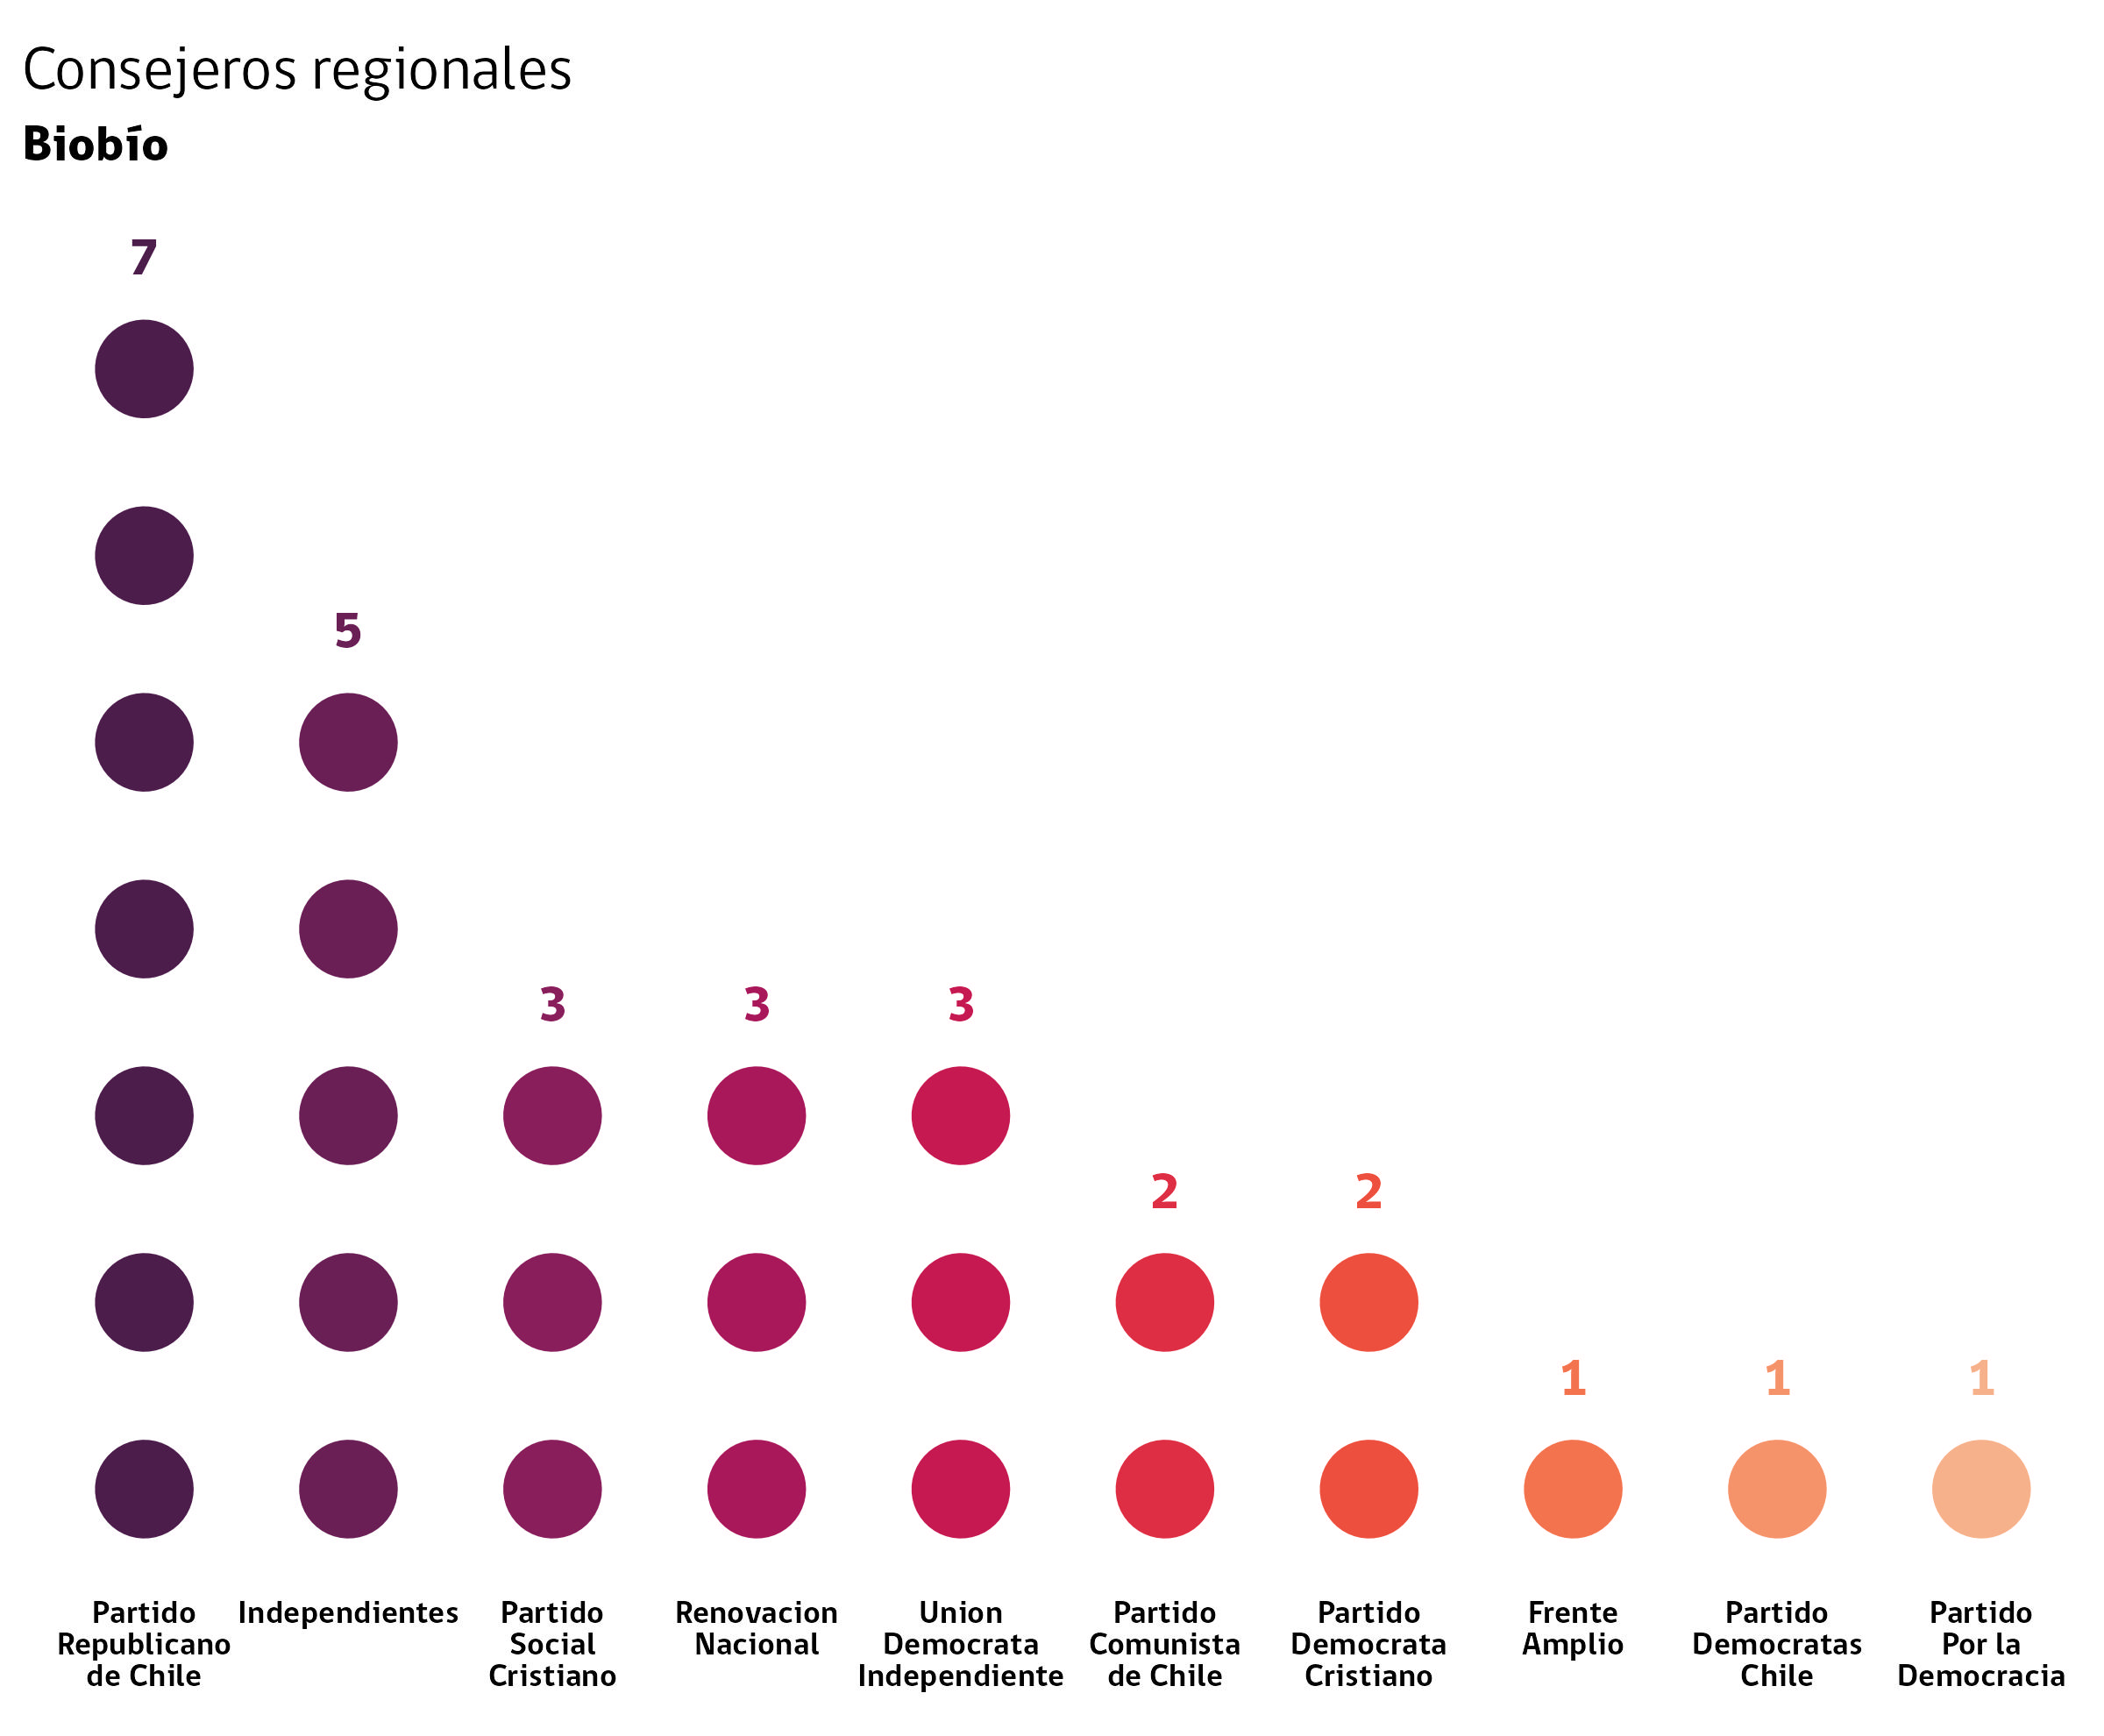 Consejeros regionales
Biobío
7
5
3
3
3
2
2
1
1
1
Partido
Republicano
de Chile
Independientes
Partido
Social
Cristiano
Renovacion
Nacional
Union
Democrata
Independiente
Partido
Comunista
de Chile
Partido
Democrata
Cristiano
Frente
Amplio
Partido
Democratas
Chile
Partido
Por la
Democracia